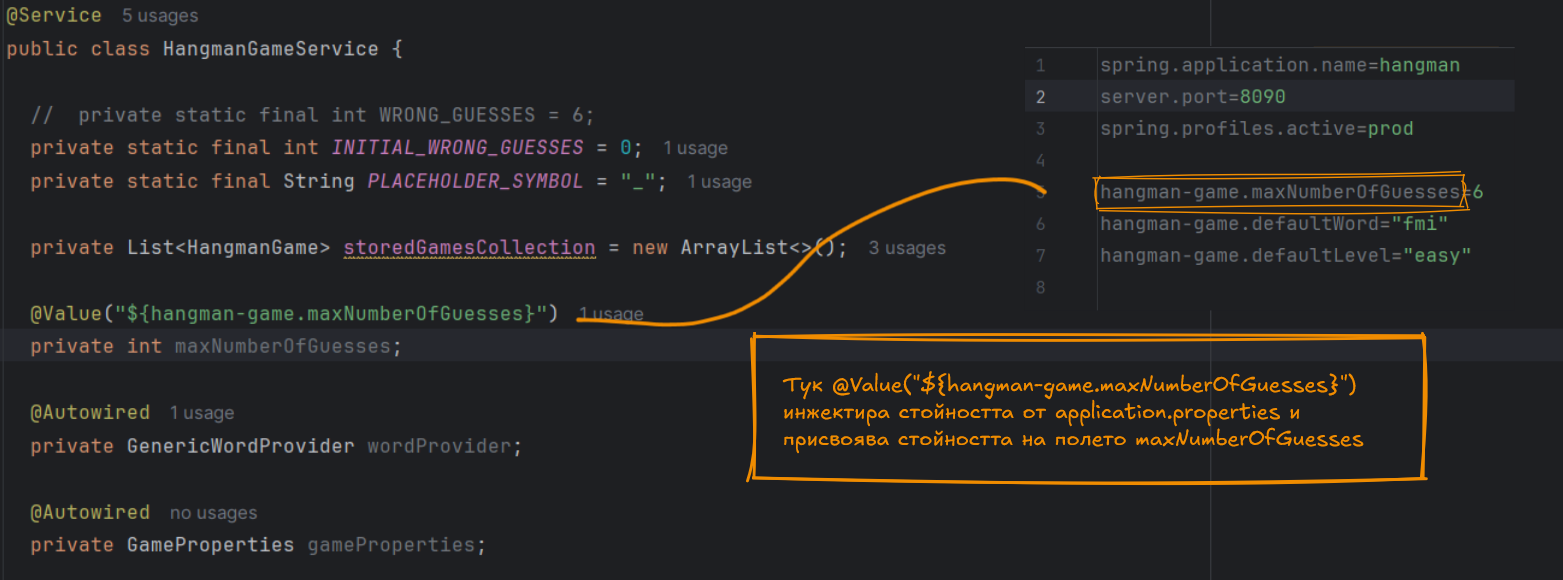 @Service 5 usages
public class HangmanGameService {
//  private static final int WRONG_GUESSES = 6;
private static final int INITIAL_WRONG_GUESSES = 0; 1 usage
private static final String PLACEHOLDER_SYMBOL = "_"; 1 usage
private List<HangmanGame> storedGamesCollection = new ArrayList<>(); 3 usages
@Value("${hangman-game.maxNumberOfGuesses}") 1 usage
private int maxNumberOfGuesses;
@Autowired 1 usage
private GenericWordProvider wordProvider;
@Autowired no usages
private GameProperties gameProperties;
1 spring.application.name=hangman
2 server.port=8090
3 spring.profiles.active=prod
4
5 hangman-game.maxNumberOfGuesses=6
6 hangman-game.defaultWord="fmi"
7 hangman-game.defaultLevel="easy"
8
Тук @Value("${hangman-game.maxNumberOfGuesses}")
инжектира стойността от application.properties и
присвоява стойността на полето maxNumberOfGuesses